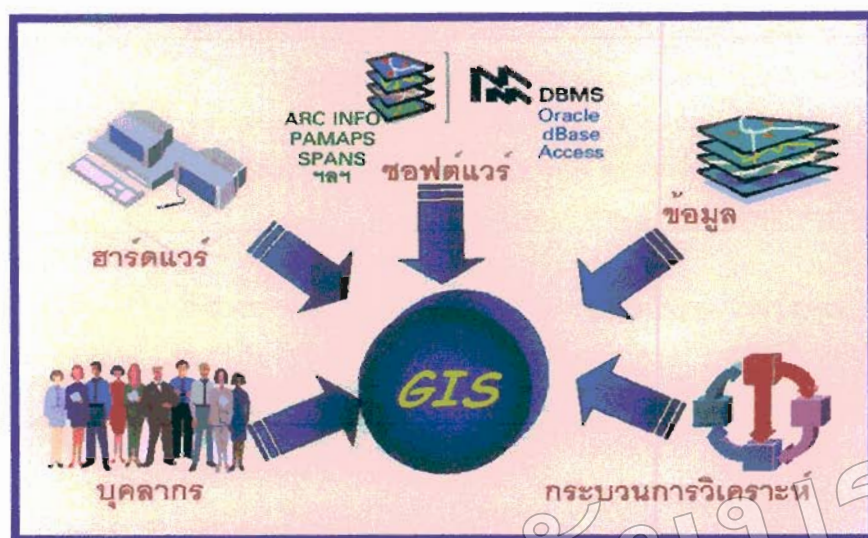 ARC INFO
PAMAPS
SPANS
ฯลฯ
DBMS
Oracle
dBase
Access
ซอฟต์แวร์
ข้อมูล
ฮาร์ดแวร์
GIS
บุคลากร
กระบวนการวิเคราะห์